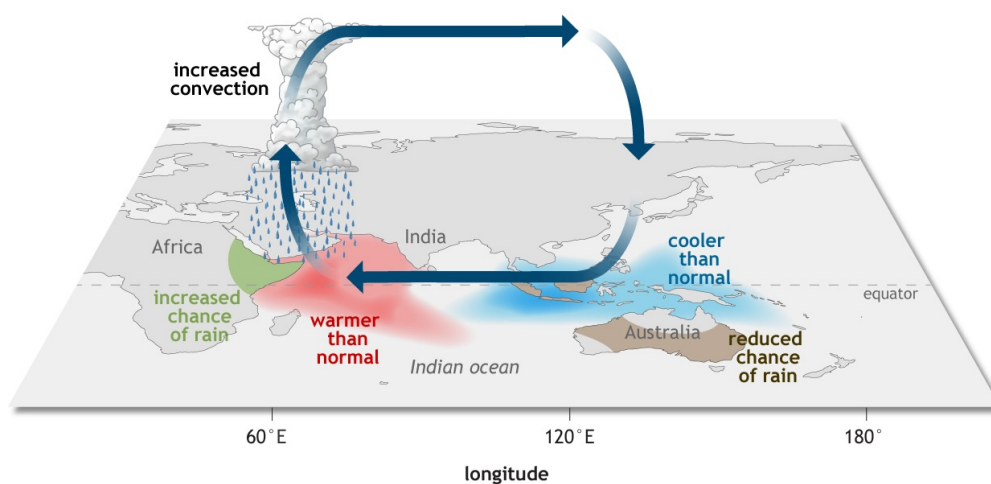 increased
convection
Africa
India
cooler
than
normal
increased
chance
of rain
warmer
than
normal
equator
Australia
reduced
chance
of rain
Indian ocean
60°E
120°E
180°
longitude